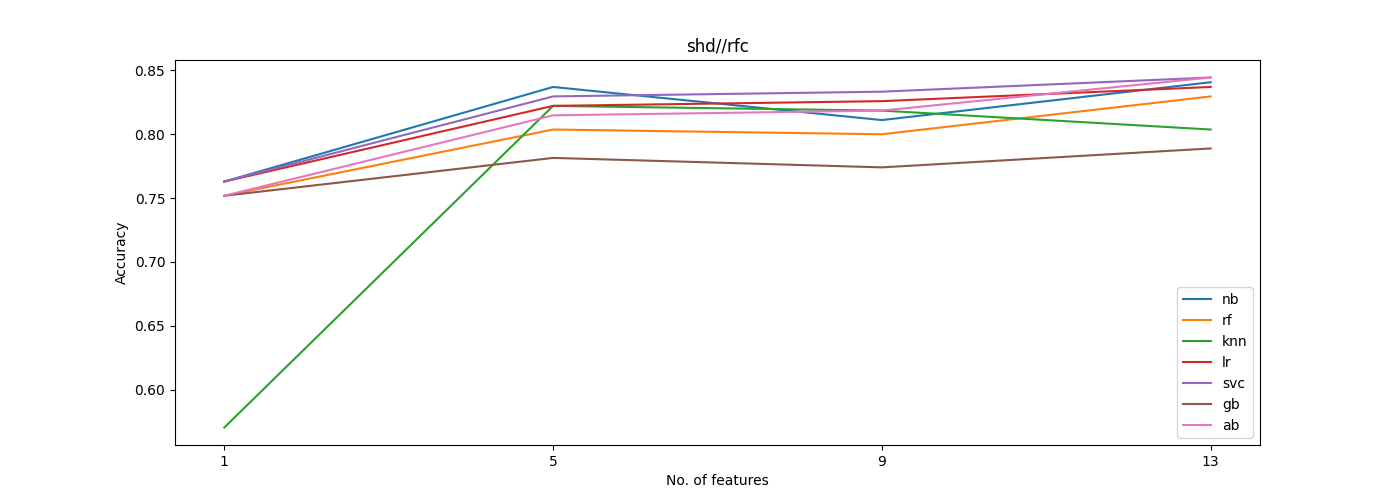 shd//rfc
Accuracy
0.85
0.80
0.75
0.70
0.65
0.60
1 5 9 13
No. of features
nb
rf
knn
lr
svc
gb
ab